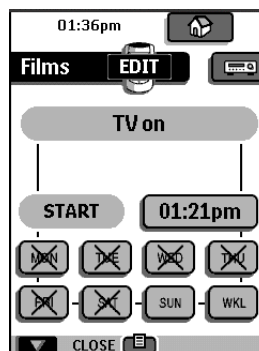 01:36pm
Films EDIT
TV on
START 01:21pm
MON TUE WED THU
FRI SAT SUN WKL
CLOSE